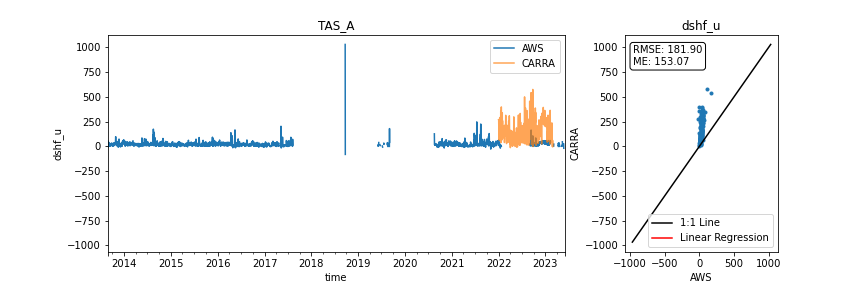 TAS_A
dshf_u
1000
750
500
250
0
−250
−500
−750
−1000
2014 2015 2016 2017 2018 2019 2020 2021 2022 2023
time
AWS
CARRA
dshf_u
CARRA
1000
750
500
250
0
−250
−500
−750
−1000
RMSE: 181.90
ME: 153.07
1:1 Line
Linear Regression
−1000 −500 0 500 1000
AWS